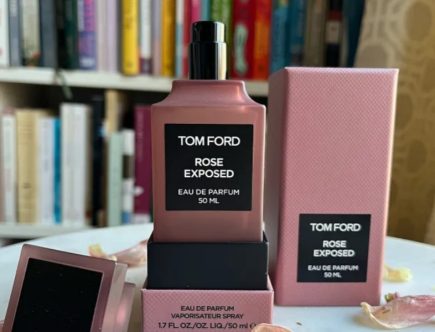 TOM FORD
ROSE
EXPOSED
EAU DE PARFUM
50 ML
TOM FORD
ROSE
EXPOSED
EAU DE PARFUM
50 ML
EAU DE PARFUM
VAPORISATEUR SPRAY
1.7 FL. OZ./OZ. LIQ./50 ml